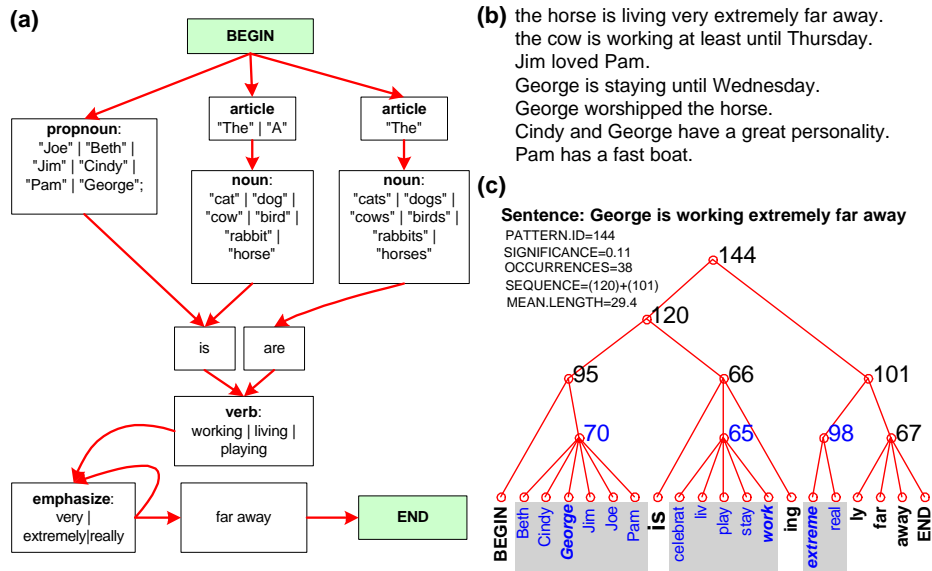 (a)
BEGIN
article
"The" | "A"
article
"The"
propnoun:
"Joe" | "Beth" |
"Jim" | "Cindy" |
"Pam" | "George";
noun:
"cat" | "dog" |
"cow" | "bird" |
"rabbit" |
"horse"
noun:
"cats" | "dogs" |
"cows" | "birds" |
"rabbits" |
"horses"
is
are
verb:
working | living |
playing
emphasize:
very |
extremely|really
far away
END
(b)
the horse is living very extremely far away.
the cow is working at least until Thursday.
Jim loved Pam.
George is staying until Wednesday.
George worshipped the horse.
Cindy and George have a great personality.
Pam has a fast boat.
(c)
Sentence: George is working extremely far away
PATTERN.ID=144
SIGNIFICANCE=0.11
OCCURRENCES=38
SEQUENCE=(120)+(101)
MEAN.LENGTH=29.4
144
120
95
66
101
70
65
98
67
BEGIN
Beth
Cindy
George
Jim
Joe
Pam
is
celebrat
liv
play
stay
work
ing
extreme
real
ly
far
away
END